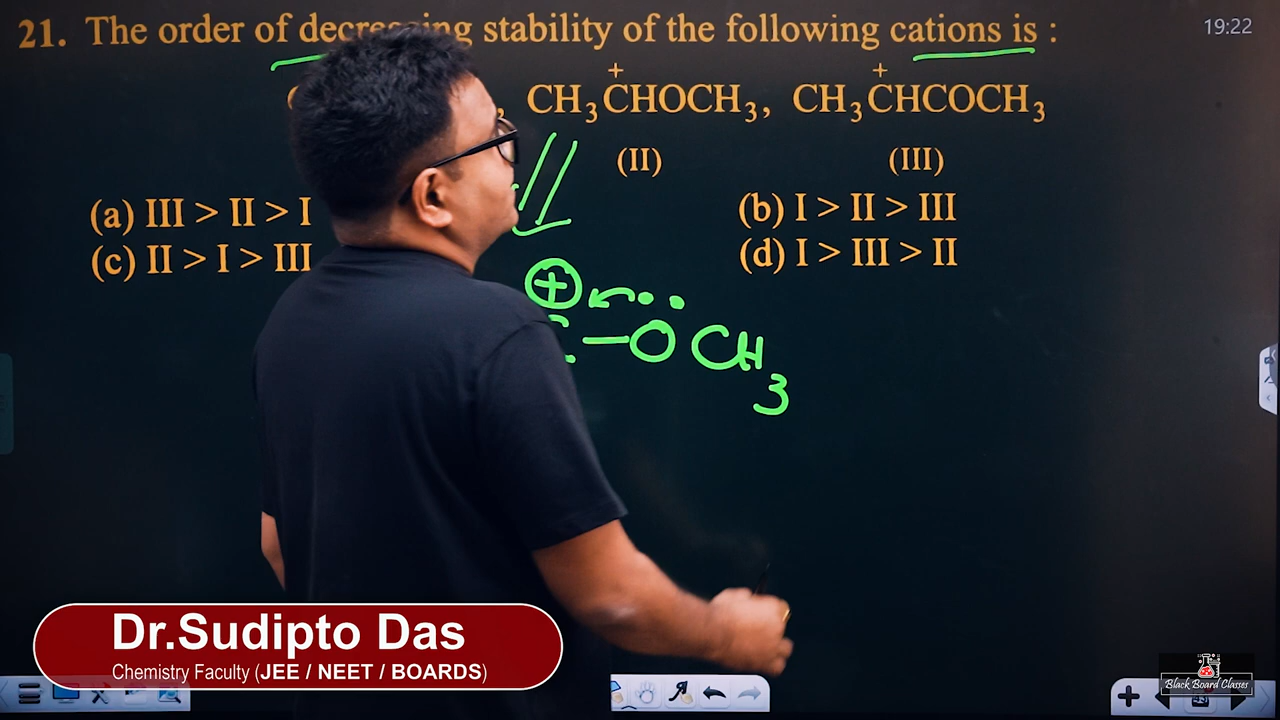 21. The order of decreasing stability of the following cations is :
19:22
, CH₃C⁺HOCH₃, CH₃C⁺HCOCH₃
(II) (III)
(a) III > II > I (b) I > II > III
(c) II > I > III (d) I > III > II
⊕
–OCH₃
Dr.Sudipto Das
Chemistry Faculty (JEE / NEET / BOARDS)
Black Board Classes